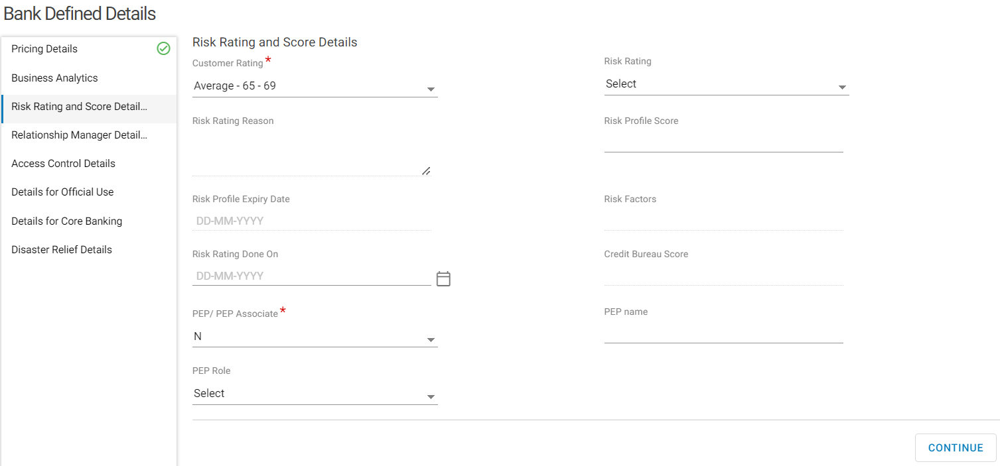 Bank Defined Details
Pricing Details
Business Analytics
Risk Rating and Score Detail...
Relationship Manager Detail...
Access Control Details
Details for Official Use
Details for Core Banking
Disaster Relief Details
Risk Rating and Score Details
Customer Rating *
Average - 65 - 69
Risk Rating
Select
Risk Rating Reason
Risk Profile Score
Risk Profile Expiry Date
DD-MM-YYYY
Risk Factors
Risk Rating Done On
DD-MM-YYYY
Credit Bureau Score
PEP/ PEP Associate *
N
PEP name
PEP Role
Select
CONTINUE